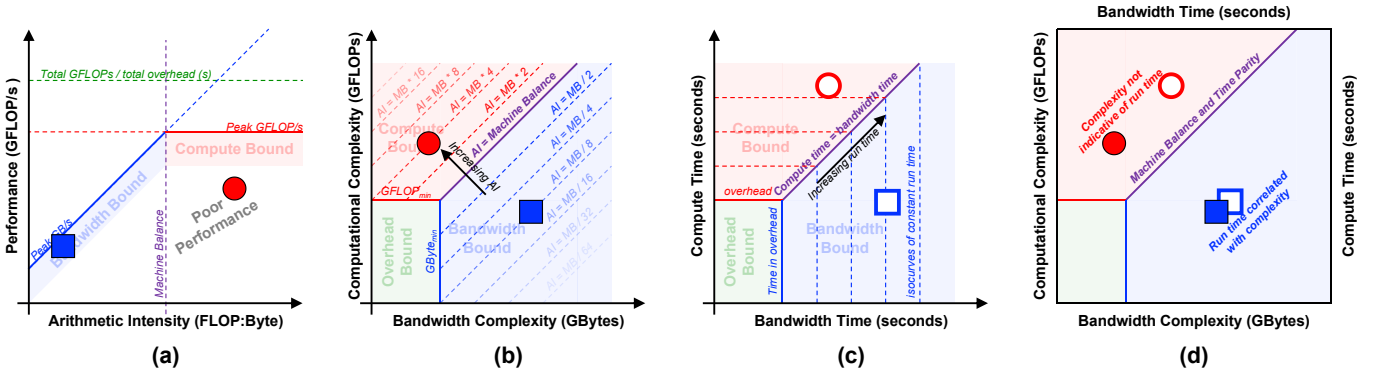 Performance (GFLOP/s)
Total GFLOPs / total overhead (s)
Peak GFLOP/s
Compute Bound
Peak GB/s
Bandwidth Bound
Machine Balance
Poor
Performance
Arithmetic Intensity (FLOP:Byte)
(a)
Computational Complexity (GFLOPs)
AI = MB * 16
AI = MB * 8
AI = MB * 4
AI = MB * 2
AI = Machine Balance
AI = MB / 2
AI = MB / 4
AI = MB / 8
AI = MB / 16
AI = MB / 32
AI = MB / 64
Compute
Bound
Increasing AI
GFLOPmin
GBytemin
Overhead
Bound
Bandwidth
Bound
Bandwidth Complexity (GBytes)
(b)
Compute Time (seconds)
Compute
Bound
Compute time = bandwidth time
Increasing run time
overhead
Time in overhead
Overhead
Bound
Bandwidth
Bound
isocurves of constant run time
Bandwidth Time (seconds)
(c)
Bandwidth Time (seconds)
Computational Complexity (GFLOPs)
Complexity not
indicative of run time
Machine Balance and Time Parity
Run time correlated
with complexity
Compute Time (seconds)
Bandwidth Complexity (GBytes)
(d)